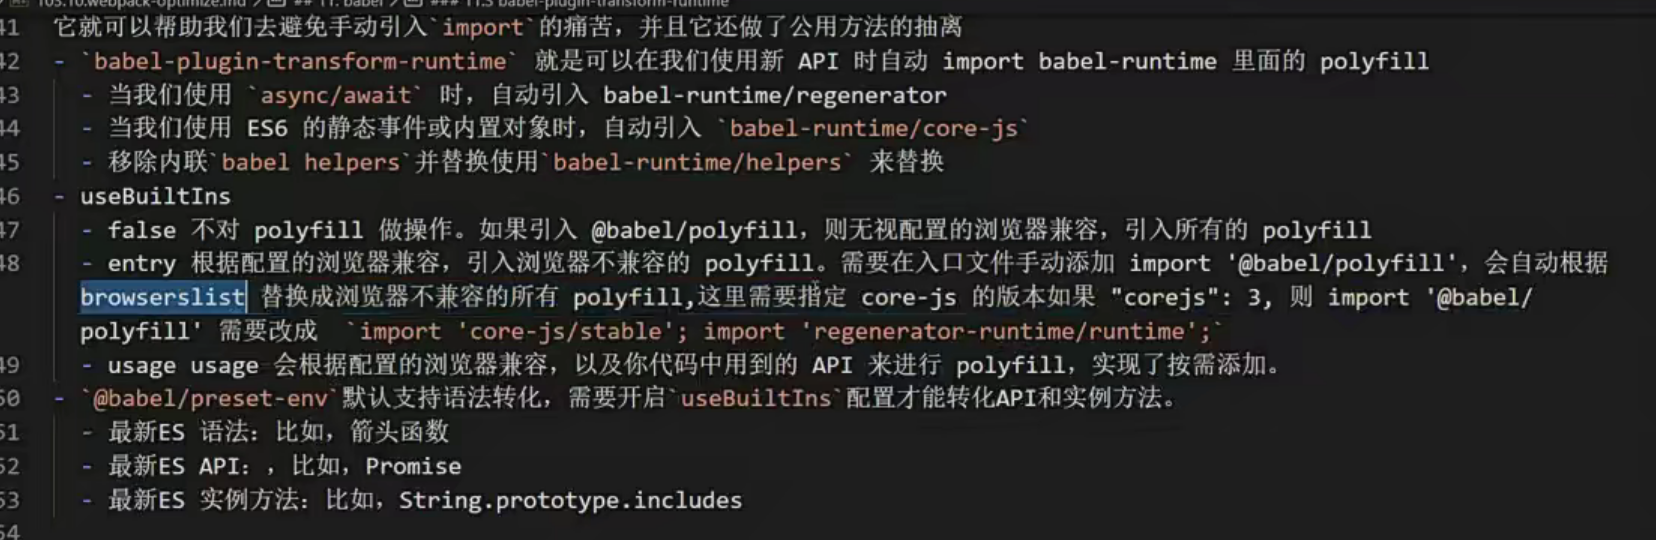 103.10.webpack-optimize.md > ## 11. babel > ### 11.3 babel-plugin-transform-runtime
41 它就可以帮助我们去避免手动引入`import`的痛苦，并且它还做了公用方法的抽离
42 - `babel-plugin-transform-runtime` 就是可以在我们使用新 API 时自动 import babel-runtime 里面的 polyfill
43 - 当我们使用 `async/await` 时，自动引入 babel-runtime/regenerator
44 - 当我们使用 ES6 的静态事件或内置对象时，自动引入 `babel-runtime/core-js`
45 - 移除内联`babel helpers`并替换使用`babel-runtime/helpers` 来替换
46 - useBuiltIns
47 - false 不对 polyfill 做操作。如果引入 @babel/polyfill，则无视配置的浏览器兼容，引入所有的 polyfill
48 - entry 根据配置的浏览器兼容，引入浏览器不兼容的 polyfill。需要在入口文件手动添加 import '@babel/polyfill'，会自动根据
browserslist 替换成浏览器不兼容的所有 polyfill,这里需要指定 core-js 的版本如果 "corejs": 3, 则 import '@babel/
polyfill' 需要改成 `import 'core-js/stable'; import 'regenerator-runtime/runtime';`
49 - usage usage 会根据配置的浏览器兼容，以及你代码中用到的 API 来进行 polyfill，实现了按需添加。
50 - `@babel/preset-env`默认支持语法转化，需要开启`useBuiltIns`配置才能转化API和实例方法。
51 - 最新ES 语法：比如，箭头函数
52 - 最新ES API：，比如，Promise
53 - 最新ES 实例方法：比如，String.prototype.includes
54